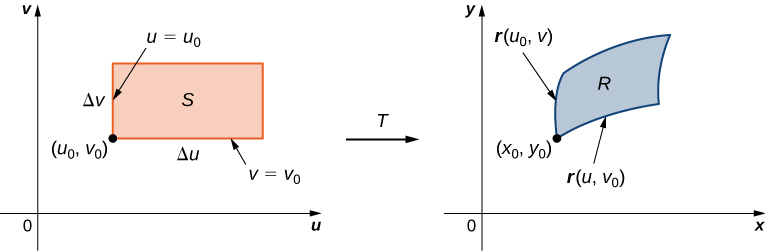 v
u = u₀
Δv
S
(u₀, v₀)
Δu
v = v₀
0
u
T
y
r(u₀, v)
R
(x₀, y₀)
r(u, v₀)
0
x